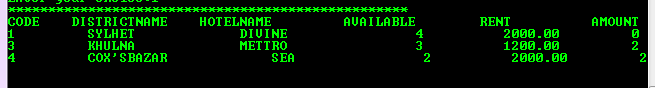 Enter your choice:1
**************************************************
CODE DISTRICTNAME HOTELNAME AVAILABLE RENT AMOUNT
1 SYLHET DIVINE 4 2000.00 0
3 KHULNA METTRO 3 1200.00 2
4 COX'SBAZAR SEA 2 2000.00 2